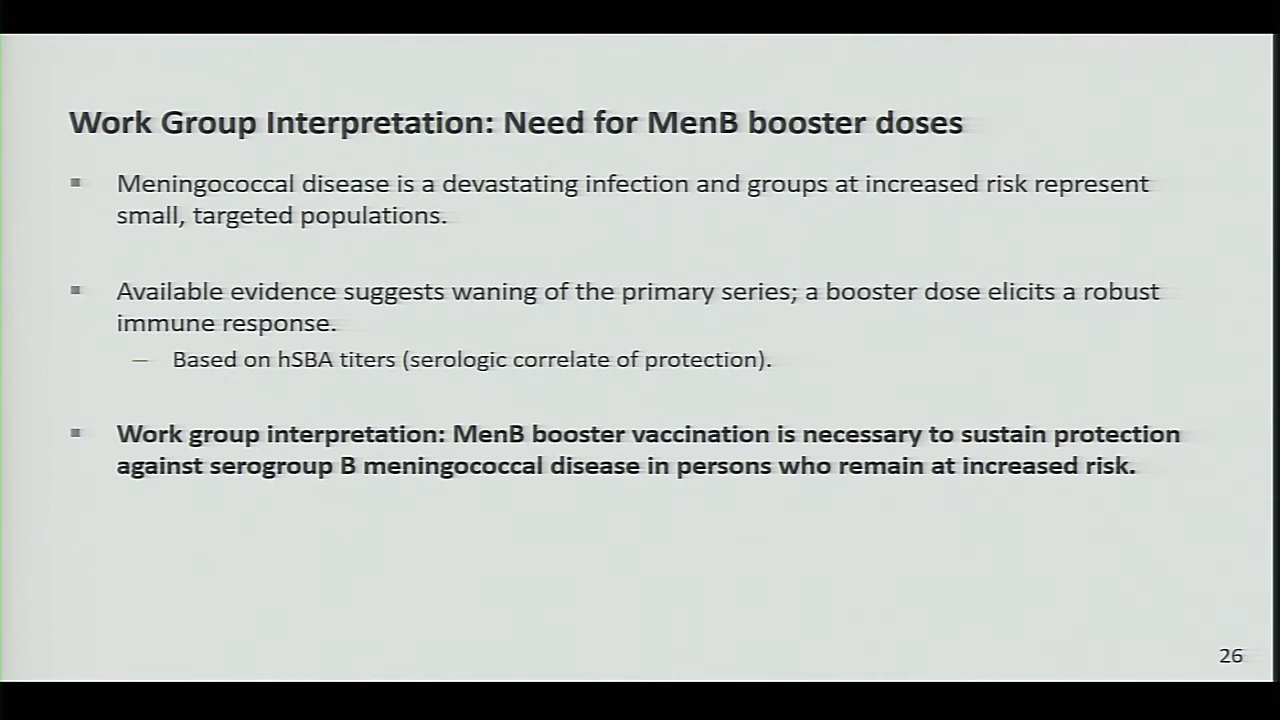 Work Group Interpretation: Need for MenB booster doses
▪ Meningococcal disease is a devastating infection and groups at increased risk represent
small, targeted populations.
▪ Available evidence suggests waning of the primary series; a booster dose elicits a robust
immune response.
– Based on hSBA titers (serologic correlate of protection).
▪ Work group interpretation: MenB booster vaccination is necessary to sustain protection
against serogroup B meningococcal disease in persons who remain at increased risk.
26